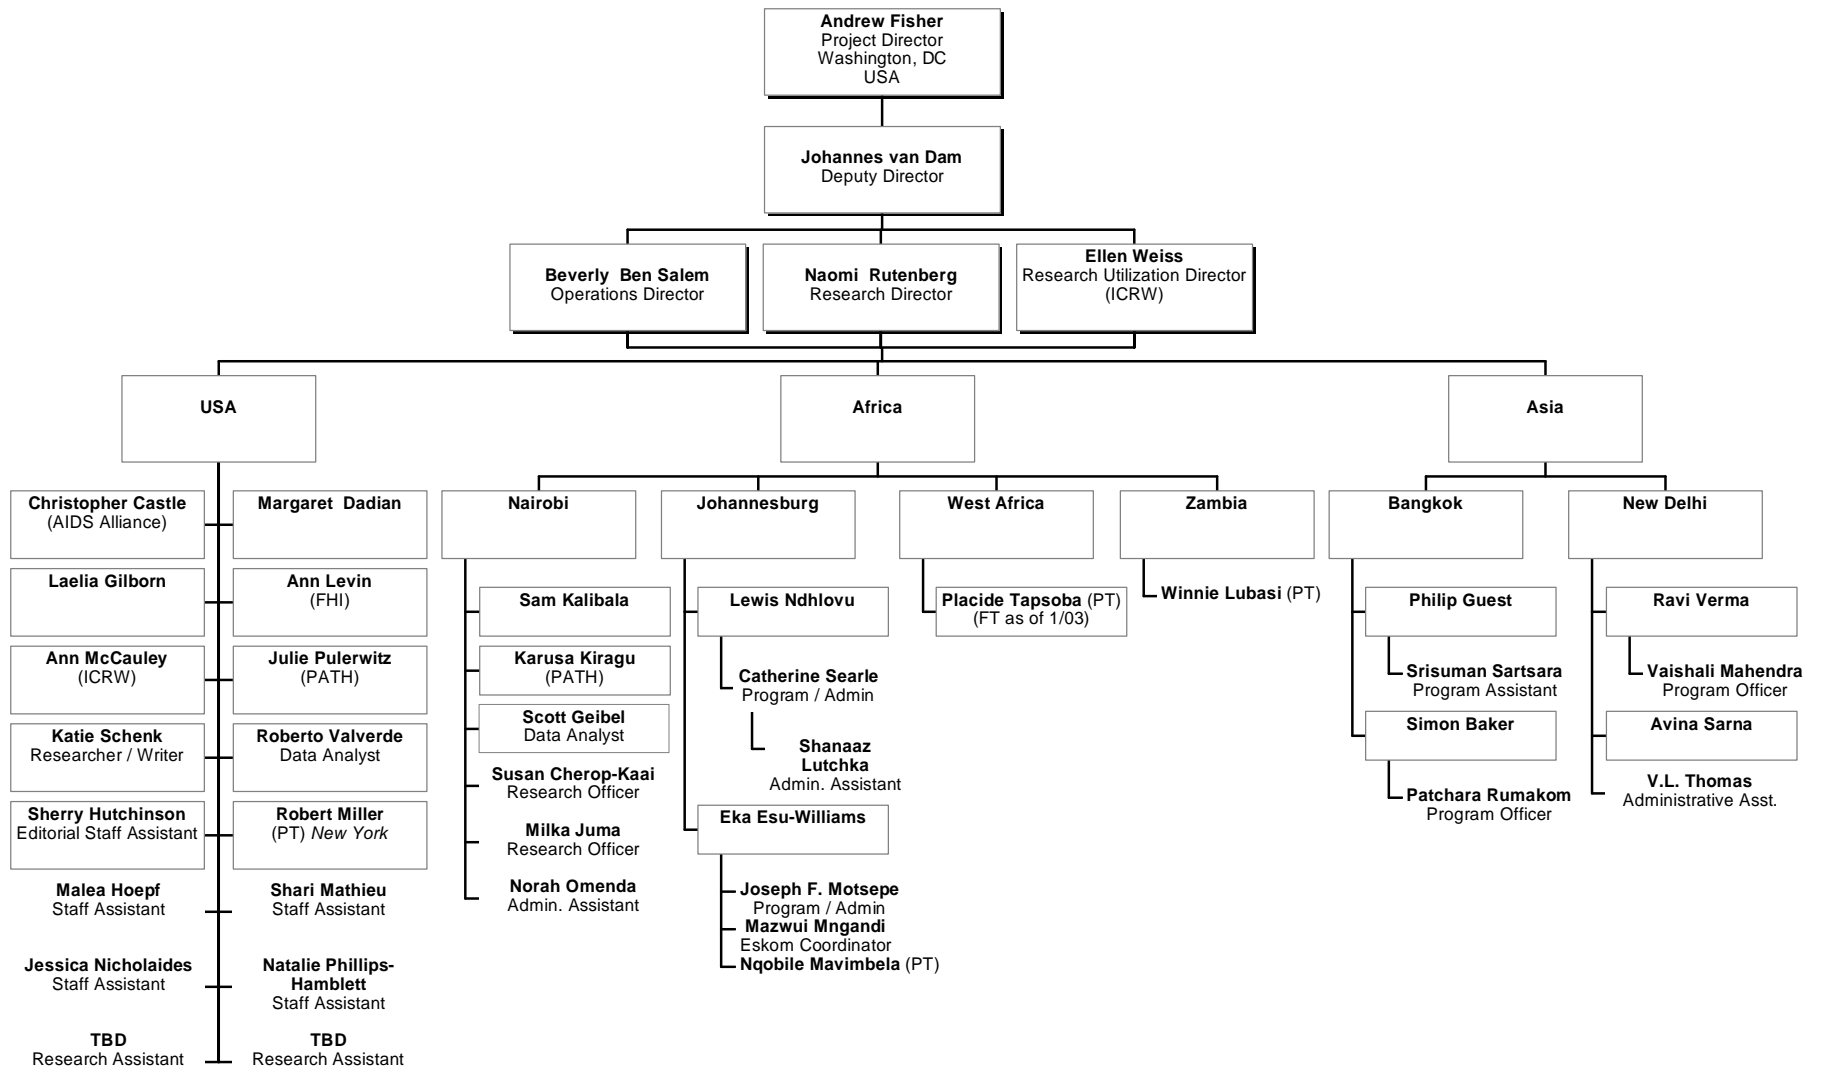 Andrew Fisher
Project Director
Washington, DC
USA
Johannes van Dam
Deputy Director
Beverly Ben Salem
Operations Director
Naomi Rutenberg
Research Director
Ellen Weiss
Research Utilization Director
(ICRW)
USA
Africa
Asia
Christopher Castle
(AIDS Alliance)
Margaret Dadian
Laelia Gilborn
Ann Levin
(FHI)
Ann McCauley
(ICRW)
Julie Pulerwitz
(PATH)
Katie Schenk
Researcher / Writer
Roberto Valverde
Data Analyst
Sherry Hutchinson
Editorial Staff Assistant
Robert Miller
(PT) New York
Malea Hoepf
Staff Assistant
Shari Mathieu
Staff Assistant
Jessica Nicholaides
Staff Assistant
Natalie Phillips-
Hamblett
Staff Assistant
TBD
Research Assistant
TBD
Research Assistant
Nairobi
Sam Kalibala
Karusa Kiragu
(PATH)
Scott Geibel
Data Analyst
Susan Cherop-Kaai
Research Officer
Milka Juma
Research Officer
Norah Omenda
Admin. Assistant
Johannesburg
Lewis Ndhlovu
Catherine Searle
Program / Admin
Shanaaz
Lutchka
Admin. Assistant
Eka Esu-Williams
Joseph F. Motsepe
Program / Admin
Mazwui Mngandi
Eskom Coordinator
Nqobile Mavimbela (PT)
West Africa
Placide Tapsoba (PT)
(FT as of 1/03)
Zambia
Winnie Lubasi (PT)
Bangkok
Philip Guest
Srisuman Sartsara
Program Assistant
Simon Baker
Patchara Rumakom
Program Officer
New Delhi
Ravi Verma
Vaishali Mahendra
Program Officer
Avina Sarna
V.L. Thomas
Administrative Asst.